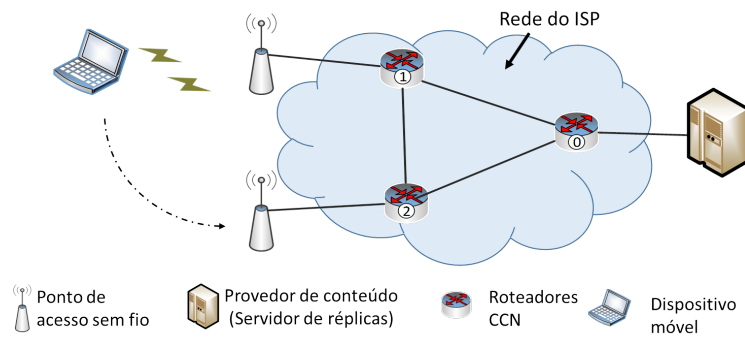 Rede do ISP
1
0
2
Ponto de
acesso sem fio
Provedor de conteúdo
(Servidor de réplicas)
Roteadores
CCN
Dispositivo
móvel